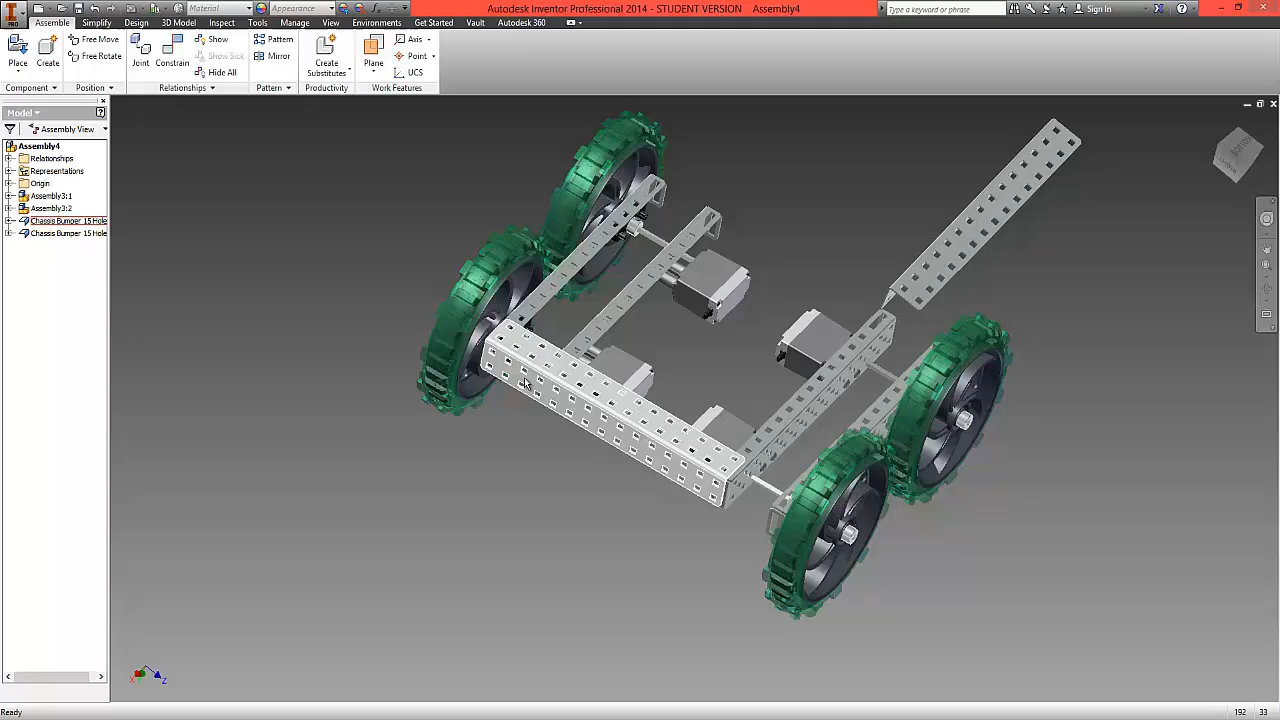 Material
Appearance
Autodesk Inventor Professional 2014 - STUDENT VERSION Assembly4
Type a keyword or phrase
Sign In
PRO
Assemble Simplify Design 3D Model Inspect Tools Manage View Environments Get Started Vault Autodesk 360
Place
Create
Free Move
Free Rotate
Joint
Constrain
Show
Show Sick
Hide All
Pattern
Mirror
Create
Substitutes
Plane
Axis
Point
UCS
Component
Position
Relationships
Pattern
Productivity
Work Features
Model
Assembly View
Assembly4
Relationships
Representations
Origin
Assembly3:1
Assembly3:2
Chassis Bumper 15 Hole
Chassis Bumper 15 Hole
X
Z
Ready
192 33